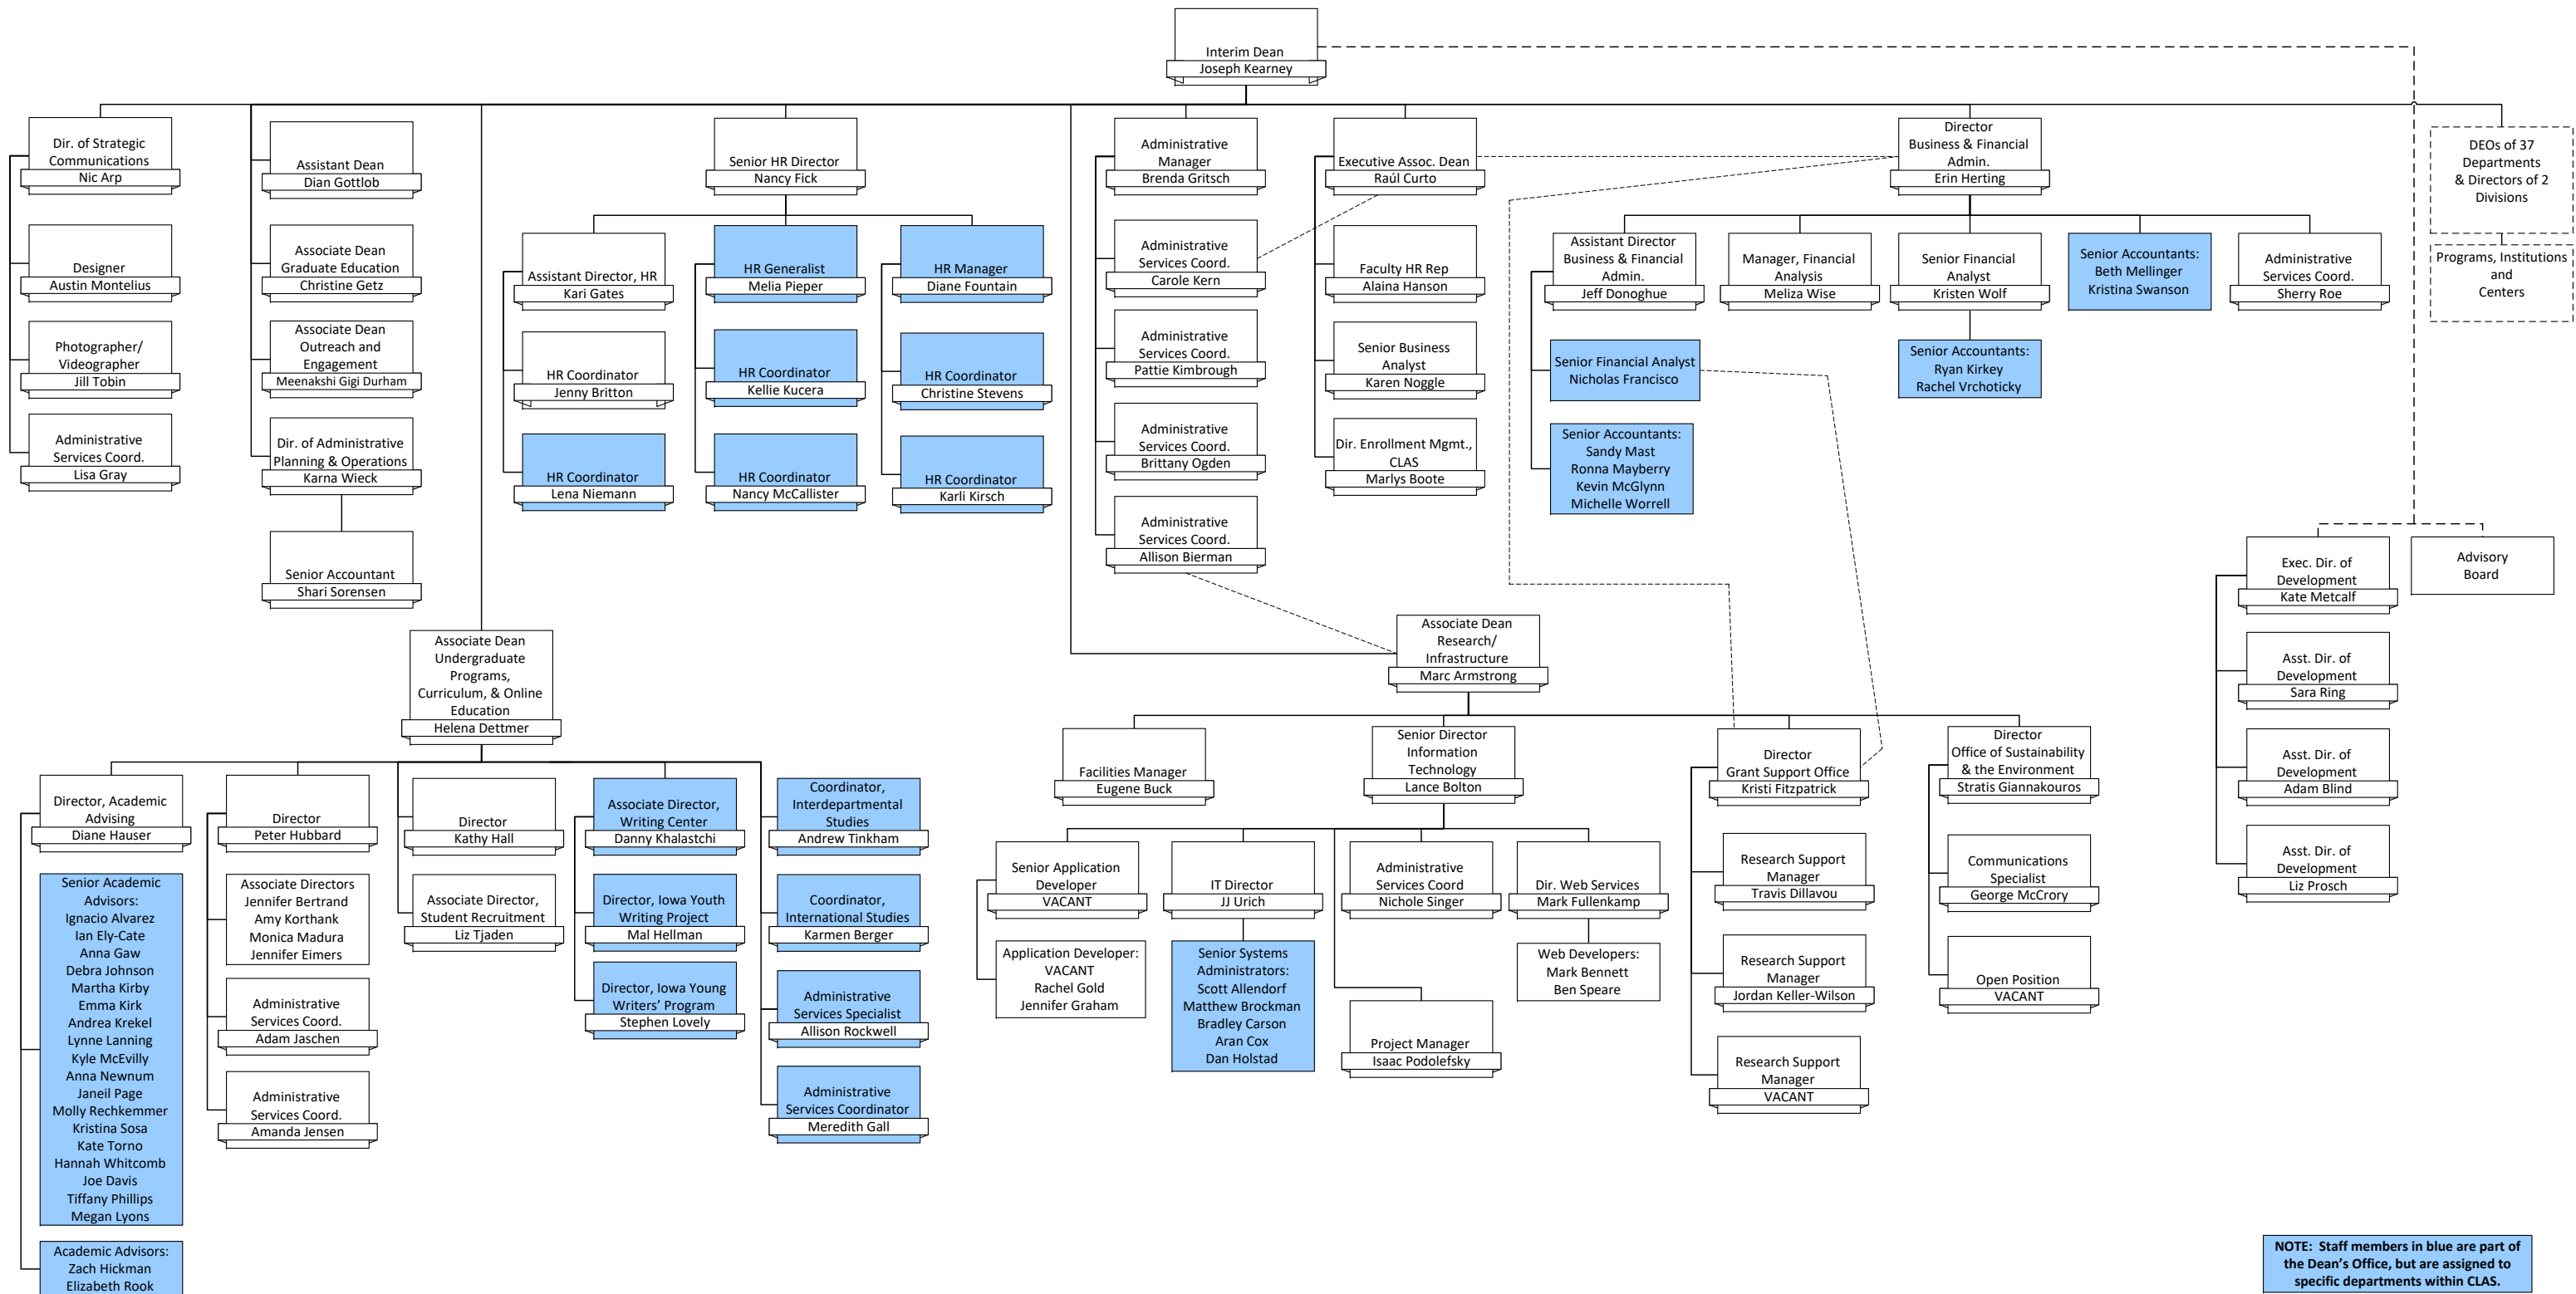 Interim Dean
Joseph Kearney
Dir. of Strategic
Communications
Nic Arp
Designer
Austin Montelius
Photographer/
Videographer
Jill Tobin
Administrative
Services Coord.
Lisa Gray
Assistant Dean
Dian Gottlob
Associate Dean
Graduate Education
Christine Getz
Associate Dean
Outreach and
Engagement
Meenakshi Gigi Durham
Dir. of Administrative
Planning & Operations
Karna Wieck
Senior Accountant
Shari Sorensen
Senior HR Director
Nancy Fick
Assistant Director, HR
Kari Gates
HR Coordinator
Jenny Britton
HR Coordinator
Lena Niemann
HR Generalist
Melia Pieper
HR Coordinator
Kellie Kucera
HR Coordinator
Nancy McCallister
HR Manager
Diane Fountain
HR Coordinator
Christine Stevens
HR Coordinator
Karli Kirsch
Administrative
Manager
Brenda Gritsch
Administrative
Services Coord.
Carole Kern
Administrative
Services Coord.
Pattie Kimbrough
Administrative
Services Coord.
Brittany Ogden
Administrative
Services Coord.
Allison Bierman
Executive Assoc. Dean
Raúl Curto
Faculty HR Rep
Alaina Hanson
Senior Business
Analyst
Karen Noggle
Dir. Enrollment Mgmt.,
CLAS
Marlys Boote
Director
Business & Financial
Admin.
Erin Herting
Assistant Director
Business & Financial
Admin.
Jeff Donoghue
Senior Financial Analyst
Nicholas Francisco
Senior Accountants:
Sandy Mast
Ronna Mayberry
Kevin McGlynn
Michelle Worrell
Manager, Financial
Analysis
Meliza Wise
Senior Financial
Analyst
Kristen Wolf
Senior Accountants:
Ryan Kirkey
Rachel Vrchoticky
Senior Accountants:
Beth Mellinger
Kristina Swanson
Administrative
Services Coord.
Sherry Roe
DEOs of 37
Departments
& Directors of 2
Divisions
Programs, Institutions
and
Centers
Exec. Dir. of
Development
Kate Metcalf
Asst. Dir. of
Development
Sara Ring
Asst. Dir. of
Development
Adam Blind
Asst. Dir. of
Development
Liz Prosch
Advisory
Board
Associate Dean
Undergraduate
Programs,
Curriculum, & Online
Education
Helena Dettmer
Director, Academic
Advising
Diane Hauser
Senior Academic
Advisors:
Ignacio Alvarez
Ian Ely-Cate
Anna Gaw
Debra Johnson
Martha Kirby
Emma Kirk
Andrea Krekel
Lynne Lanning
Kyle McEvilly
Anna Newnum
Janeil Page
Molly Rechkemmer
Kristina Sosa
Kate Torno
Hannah Whitcomb
Joe Davis
Tiffany Phillips
Megan Lyons
Academic Advisors:
Zach Hickman
Elizabeth Rook
Director
Peter Hubbard
Associate Directors
Jennifer Bertrand
Amy Korthank
Monica Madura
Jennifer Eimers
Administrative
Services Coord.
Adam Jaschen
Administrative
Services Coord.
Amanda Jensen
Director
Kathy Hall
Associate Director,
Student Recruitment
Liz Tjaden
Associate Director,
Writing Center
Danny Khalastchi
Director, Iowa Youth
Writing Project
Mal Hellman
Director, Iowa Young
Writers' Program
Stephen Lovely
Coordinator,
Interdepartmental
Studies
Andrew Tinkham
Coordinator,
International Studies
Karmen Berger
Administrative
Services Specialist
Allison Rockwell
Administrative
Services Coordinator
Meredith Gall
Associate Dean
Research/
Infrastructure
Marc Armstrong
Facilities Manager
Eugene Buck
Senior Director
Information
Technology
Lance Bolton
Senior Application
Developer
VACANT
Application Developer:
VACANT
Rachel Gold
Jennifer Graham
IT Director
JJ Urich
Senior Systems
Administrators:
Scott Allendorf
Matthew Brockman
Bradley Carson
Aran Cox
Dan Holstad
Administrative
Services Coord
Nichole Singer
Project Manager
Isaac Podolefsky
Dir. Web Services
Mark Fullenkamp
Web Developers:
Mark Bennett
Ben Speare
Director
Grant Support Office
Kristi Fitzpatrick
Research Support
Manager
Travis Dillavou
Research Support
Manager
Jordan Keller-Wilson
Research Support
Manager
VACANT
Director
Office of Sustainability
& the Environment
Stratis Giannakouros
Communications
Specialist
George McCrory
Open Position
VACANT
NOTE: Staff members in blue are part of
the Dean's Office, but are assigned to
specific departments within CLAS.